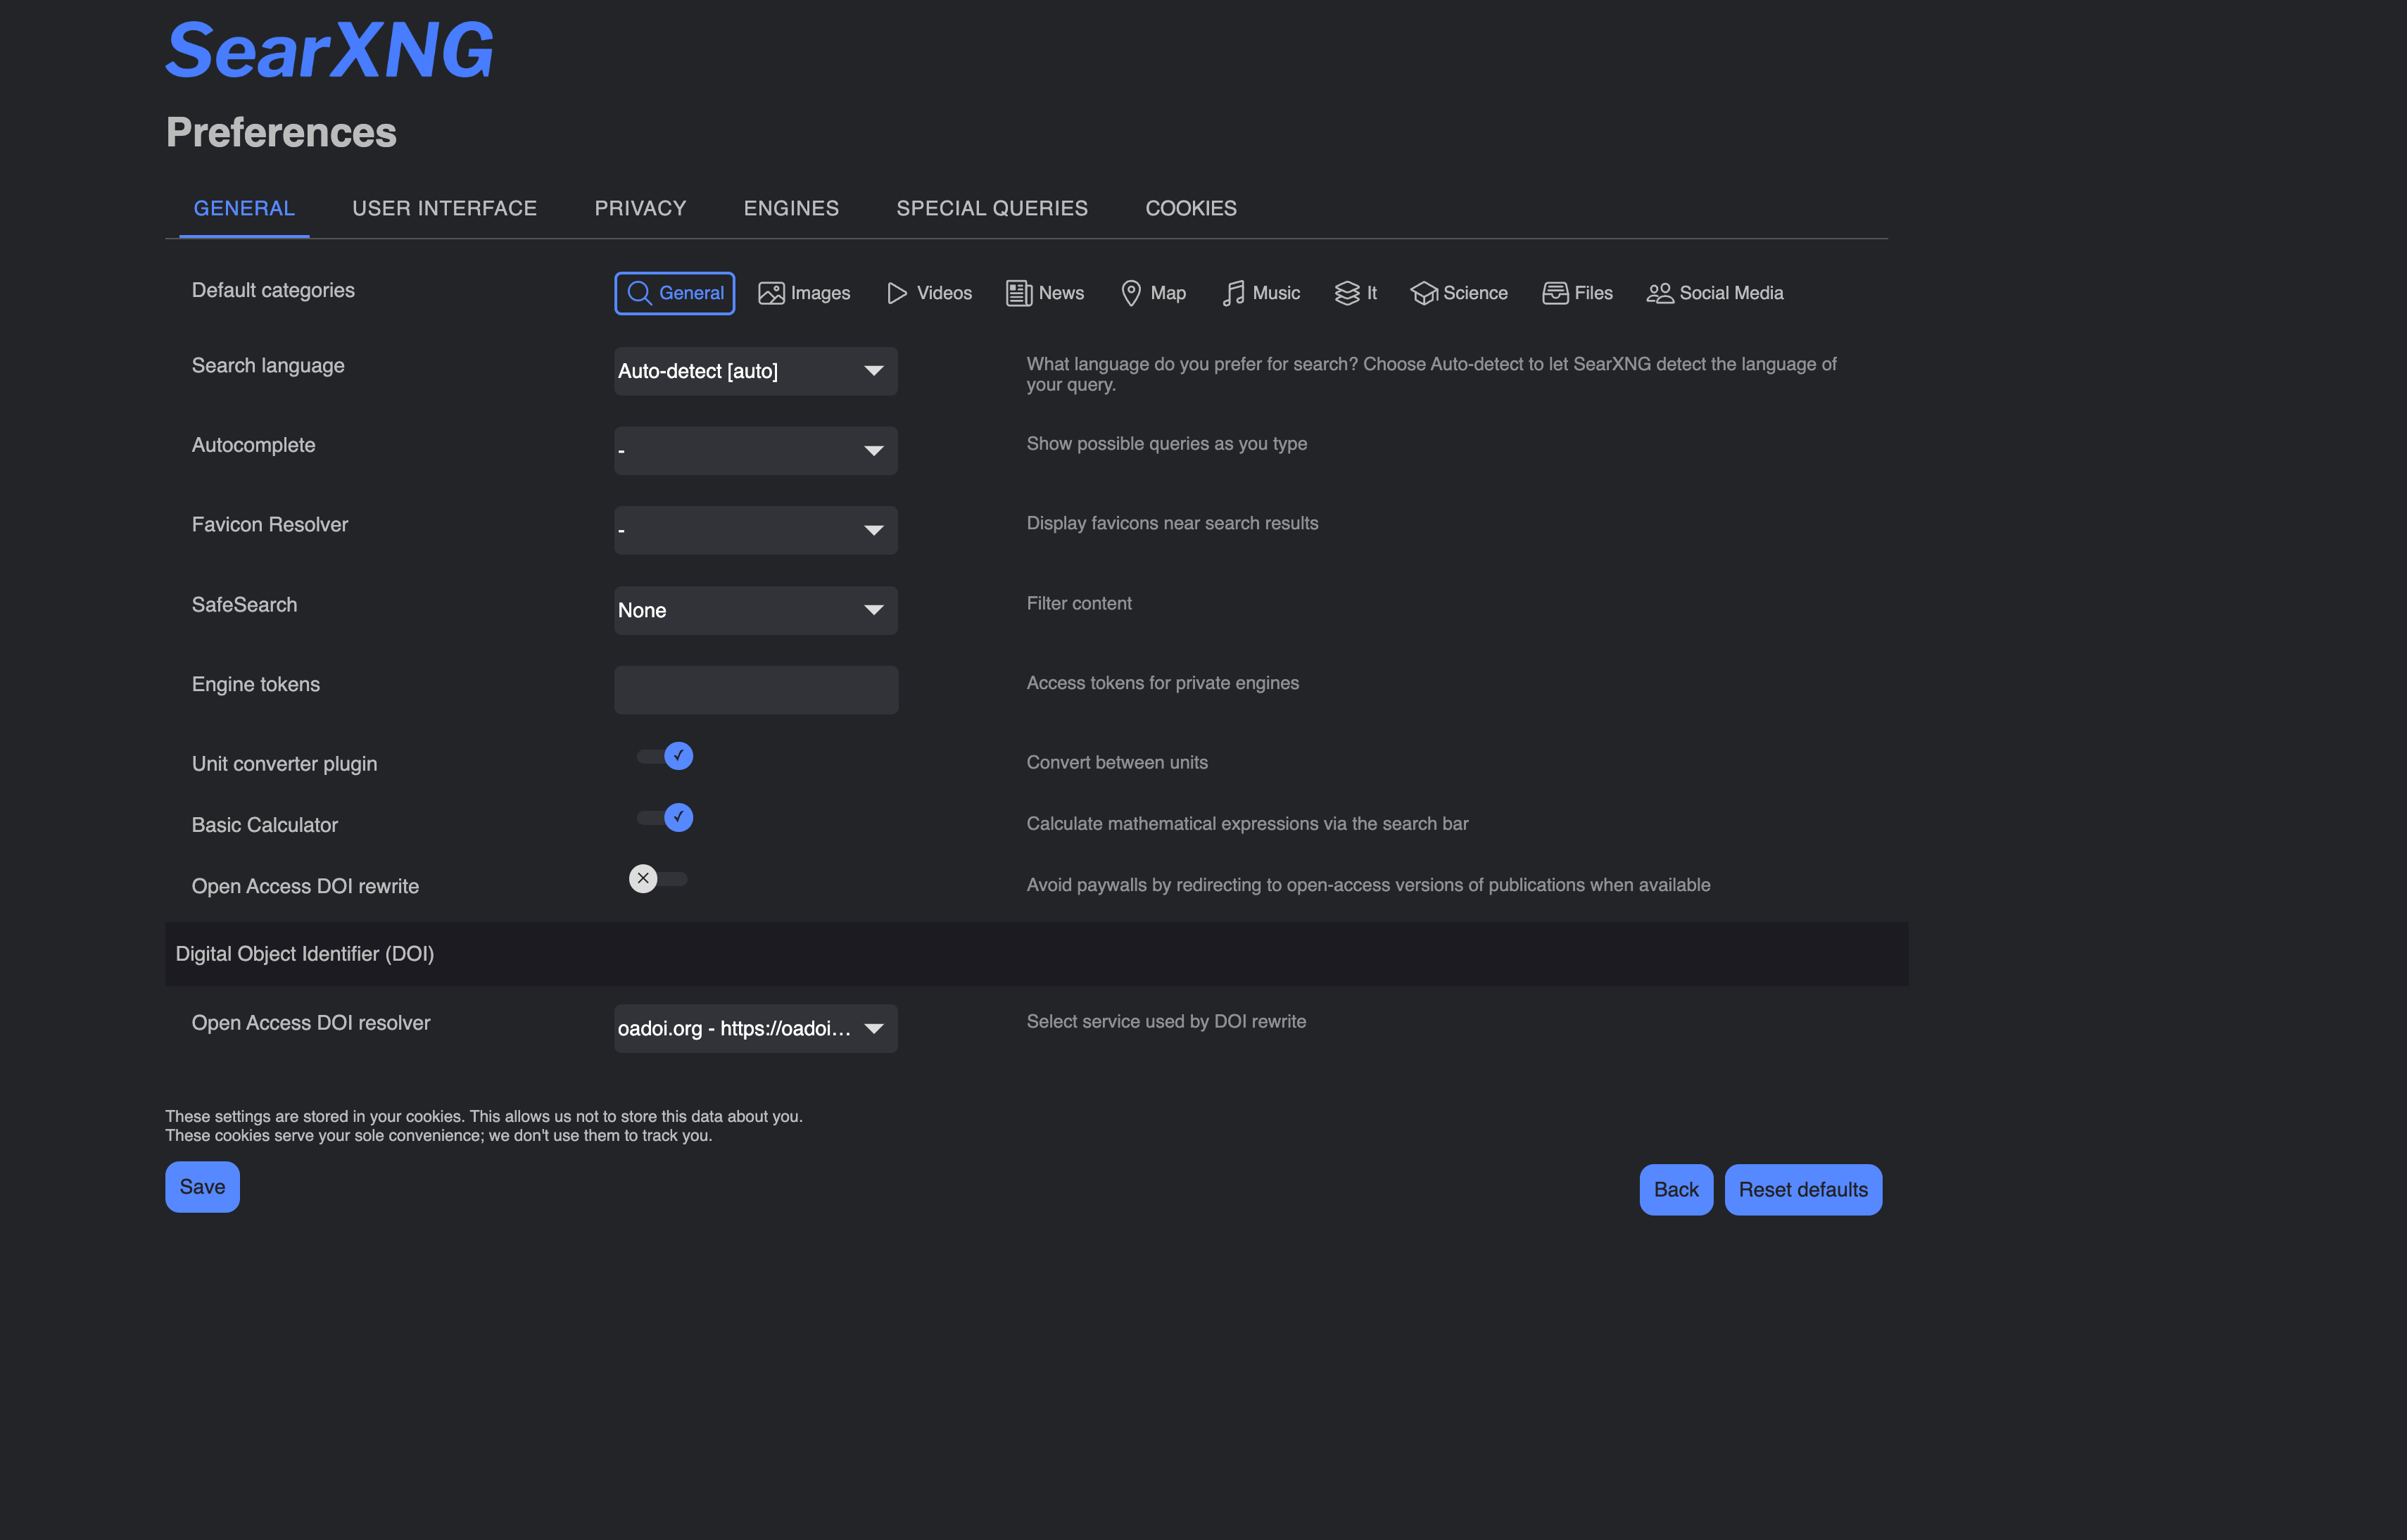 SearXNG
Preferences
GENERAL USER INTERFACE PRIVACY ENGINES SPECIAL QUERIES COOKIES
Default categories General Images Videos News Map Music It Science Files Social Media
Search language Auto-detect [auto] What language do you prefer for search? Choose Auto-detect to let SearXNG detect the language of
your query.
Autocomplete - Show possible queries as you type
Favicon Resolver - Display favicons near search results
SafeSearch None Filter content
Engine tokens Access tokens for private engines
Unit converter plugin Convert between units
Basic Calculator Calculate mathematical expressions via the search bar
Open Access DOI rewrite Avoid paywalls by redirecting to open-access versions of publications when available
Digital Object Identifier (DOI)
Open Access DOI resolver oadoi.org - https://oadoi... Select service used by DOI rewrite
These settings are stored in your cookies. This allows us not to store this data about you.
These cookies serve your sole convenience; we don't use them to track you.
Save Back Reset defaults